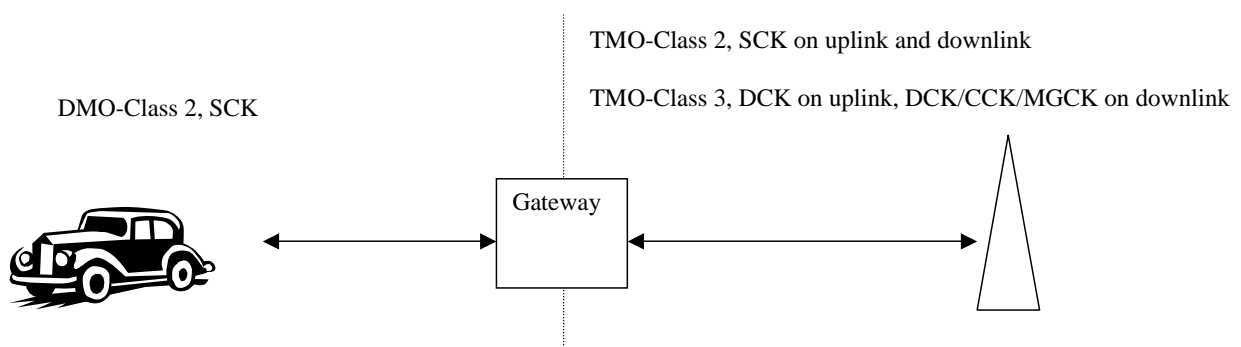 TMO-Class 2, SCK on uplink and downlink
TMO-Class 3, DCK on uplink, DCK/CCK/MGCK on downlink
DMO-Class 2, SCK
Gateway